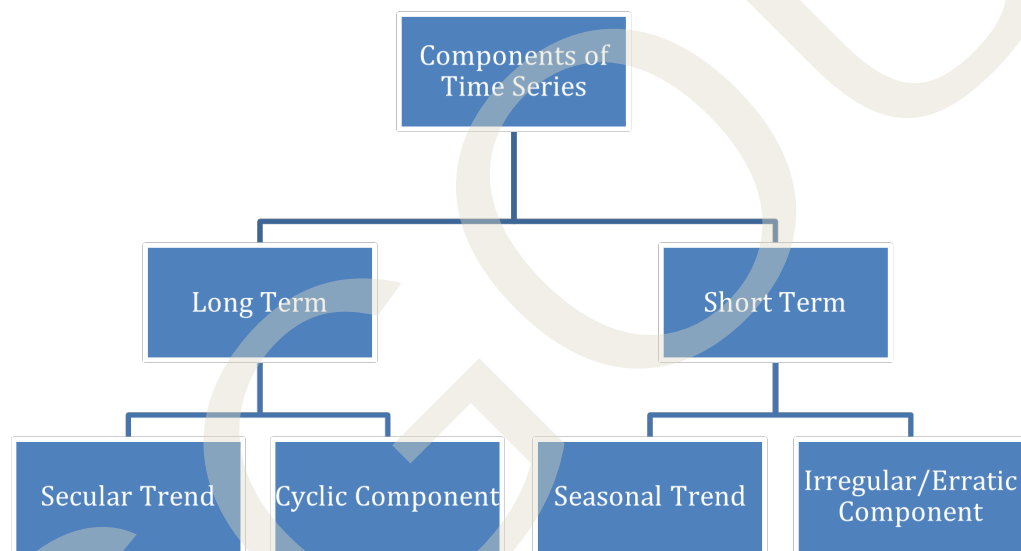 Components of
Time Series
Long Term
Short Term
Secular Trend
Cyclic Component
Seasonal Trend
Irregular/Erratic
Component